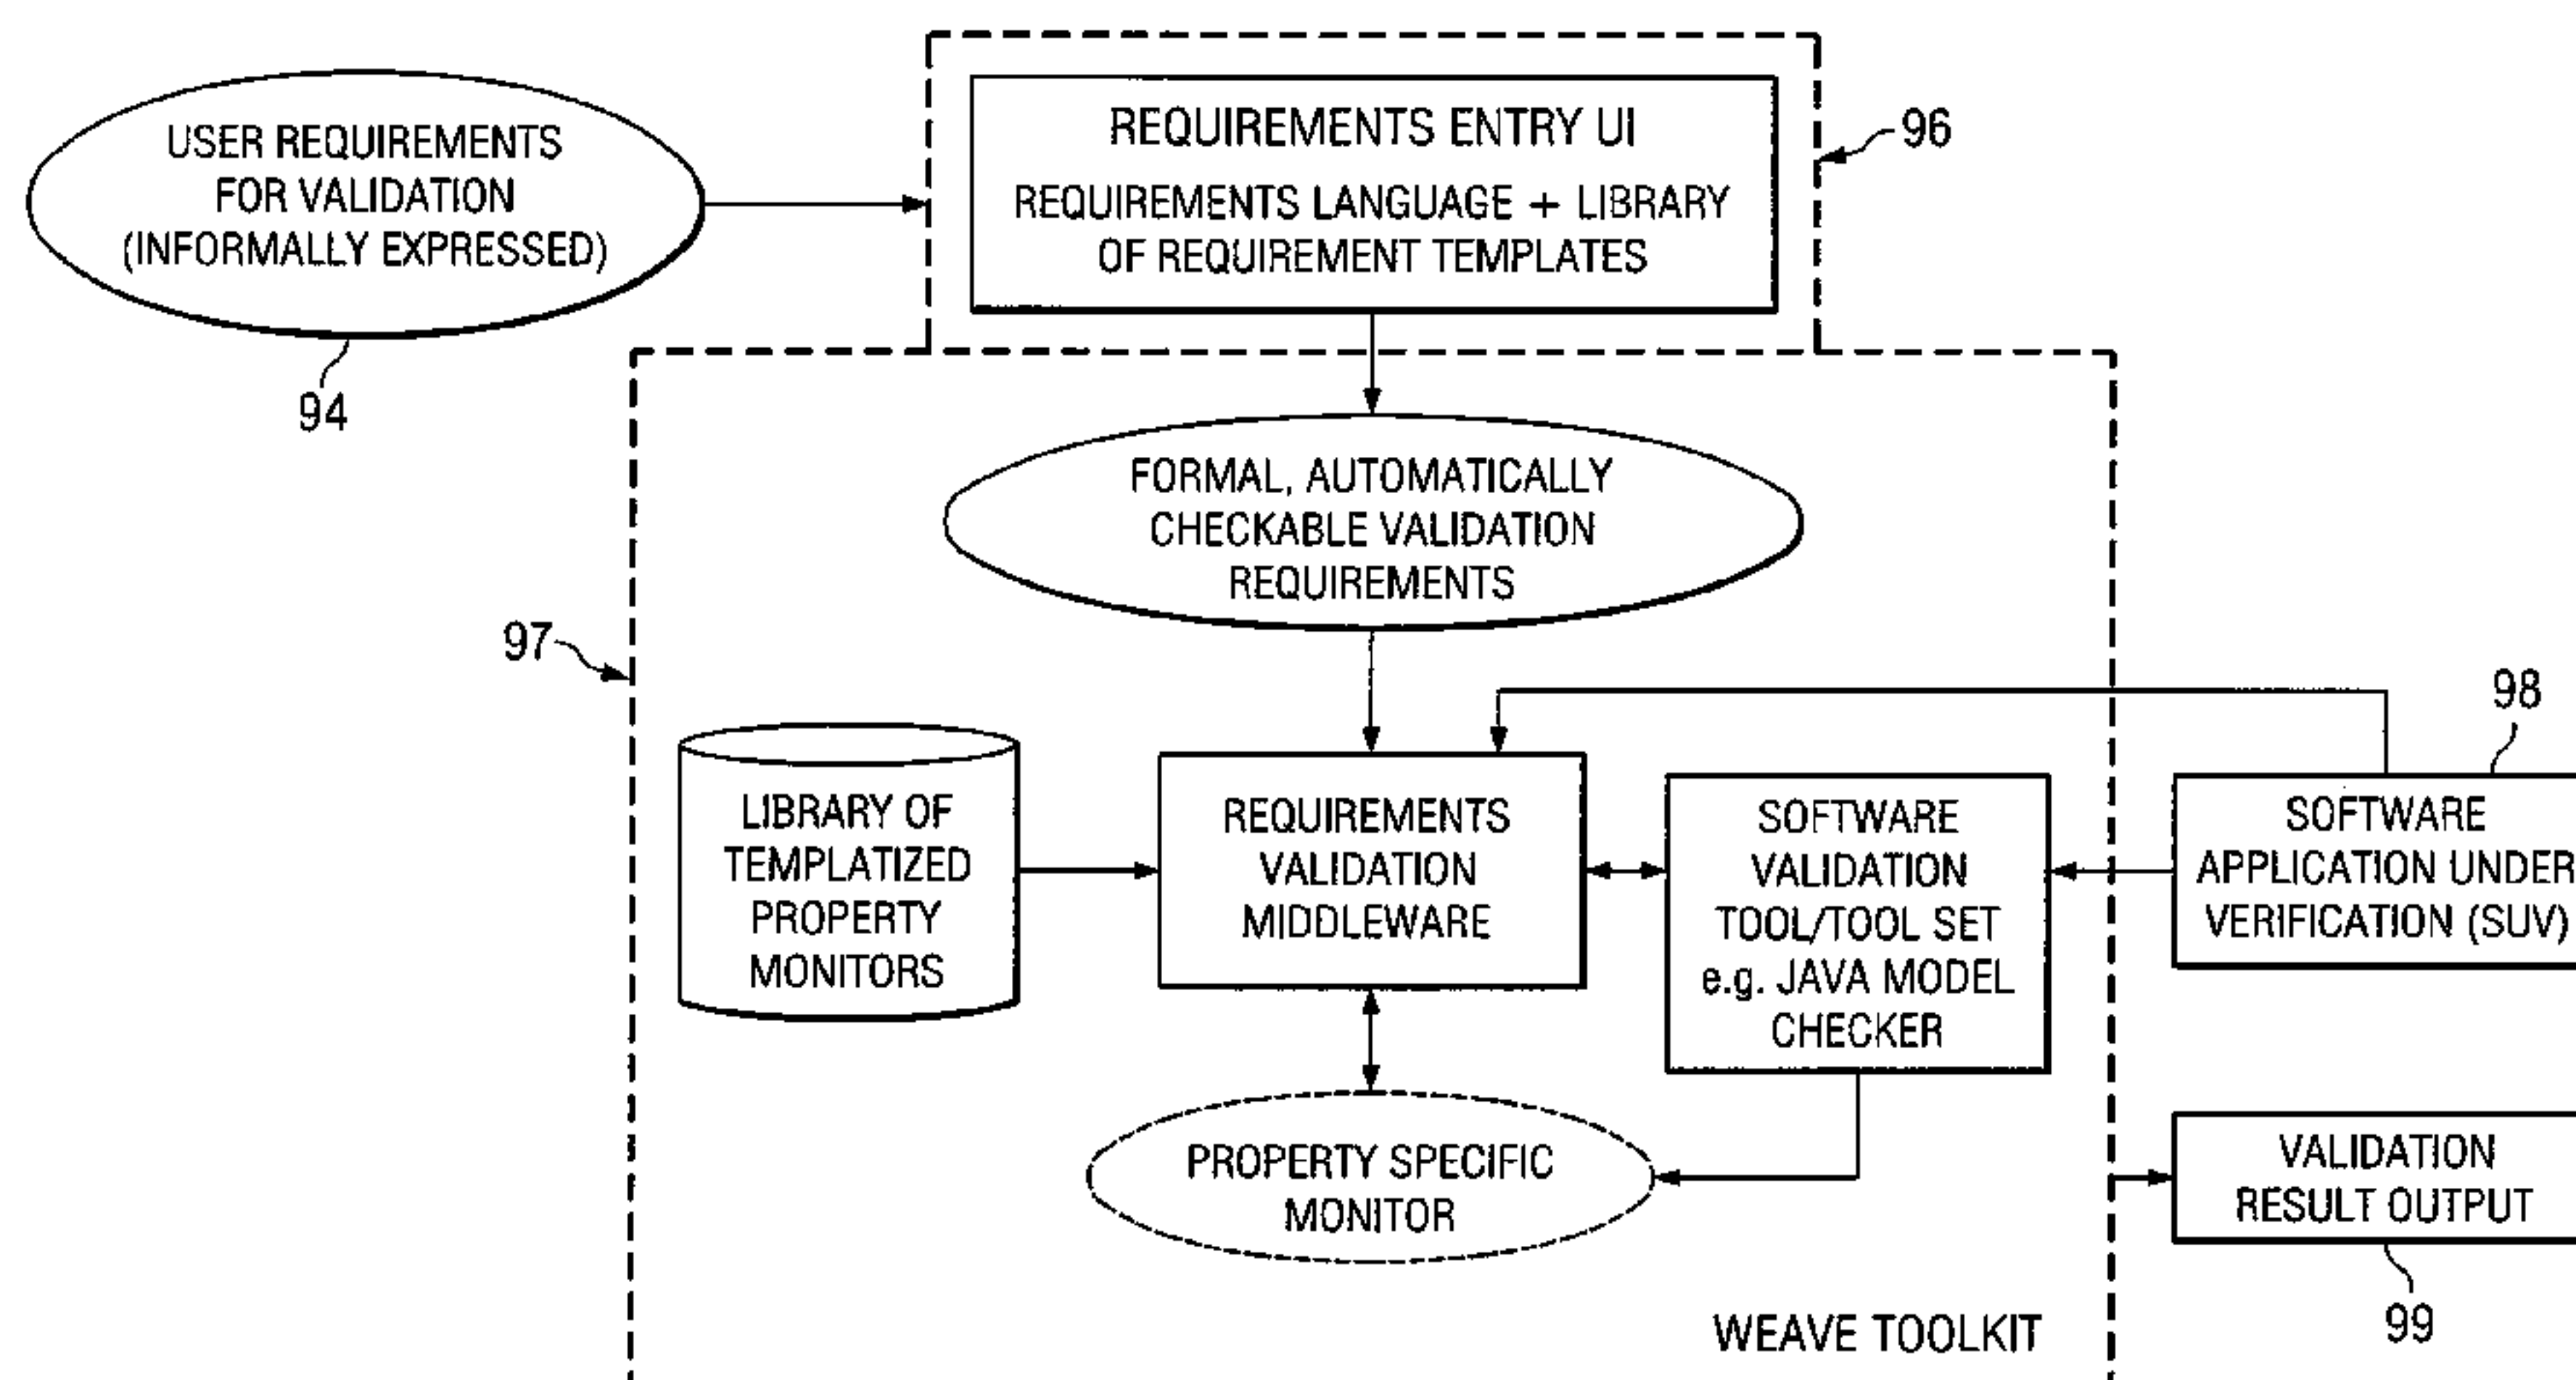 USER REQUIREMENTS
FOR VALIDATION
(INFORMALLY EXPRESSED)
94
REQUIREMENTS ENTRY UI
REQUIREMENTS LANGUAGE + LIBRARY
OF REQUIREMENT TEMPLATES
96
FORMAL, AUTOMATICALLY
CHECKABLE VALIDATION
REQUIREMENTS
97
LIBRARY OF
TEMPLATIZED
PROPERTY
MONITORS
REQUIREMENTS
VALIDATION
MIDDLEWARE
SOFTWARE
VALIDATION
TOOL/TOOL SET
e.g. JAVA MODEL
CHECKER
98
SOFTWARE
APPLICATION UNDER
VERIFICATION (SUV)
PROPERTY SPECIFIC
MONITOR
VALIDATION
RESULT OUTPUT
99
WEAVE TOOLKIT